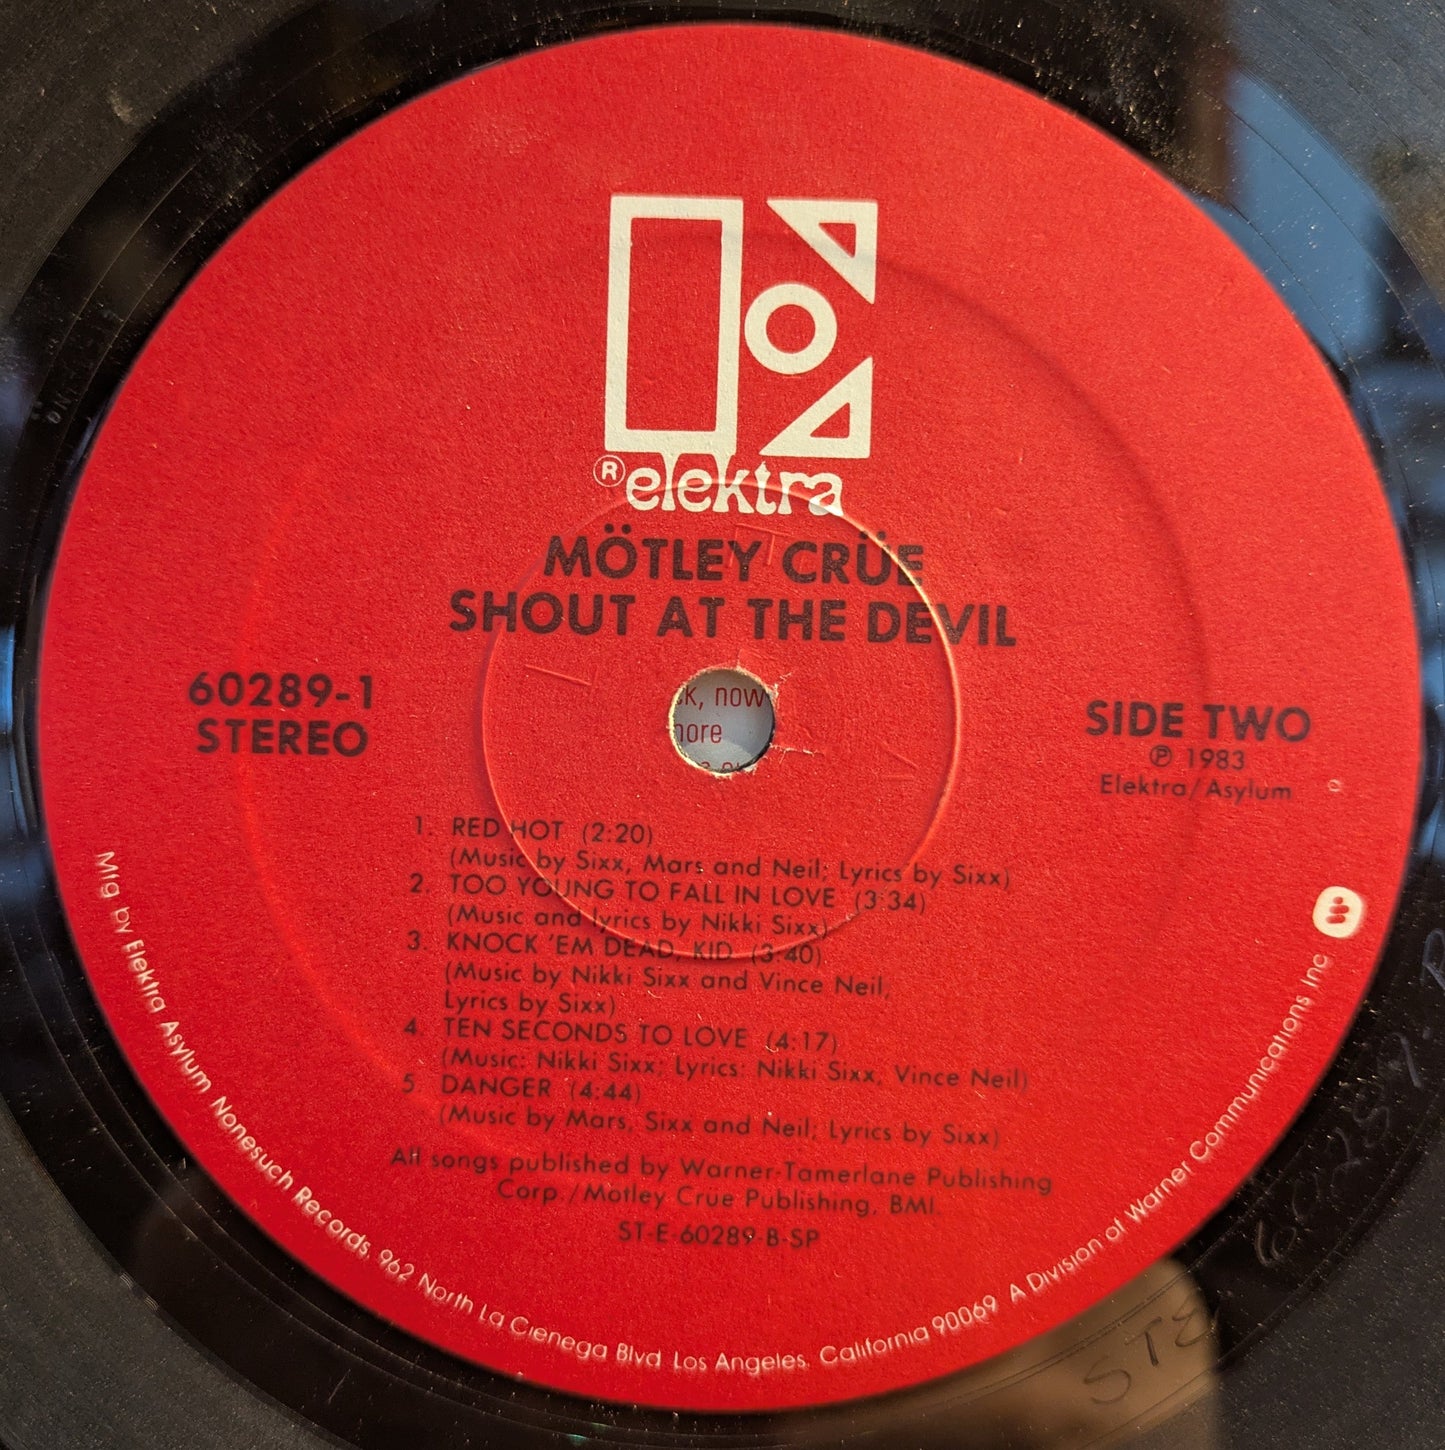 ® elektra
MÖTLEY CRÜE
SHOUT AT THE DEVIL
60289-1
STEREO
SIDE TWO
℗ 1983
Elektra/Asylum
ck, now
more
1. RED HOT (2:20)
(Music by Sixx, Mars and Neil; Lyrics by Sixx)
2. TOO YOUNG TO FALL IN LOVE (3:34)
(Music and lyrics by Nikki Sixx)
3. KNOCK 'EM DEAD, KID (3:40)
(Music by Nikki Sixx and Vince Neil,
Lyrics by Sixx)
4. TEN SECONDS TO LOVE (4:17)
(Music: Nikki Sixx; Lyrics: Nikki Sixx, Vince Neil)
5. DANGER (4:44)
(Music by Mars, Sixx and Neil; Lyrics by Sixx)
All songs published by Warner-Tamerlane Publishing
Corp./Motley Crue Publishing, BMI.
ST-E-60289-B-SP
Mfg by Elektra Asylum Nonesuch Records, 962 North La Cienega Blvd Los Angeles, California 90069 A Division of Warner Communications Inc